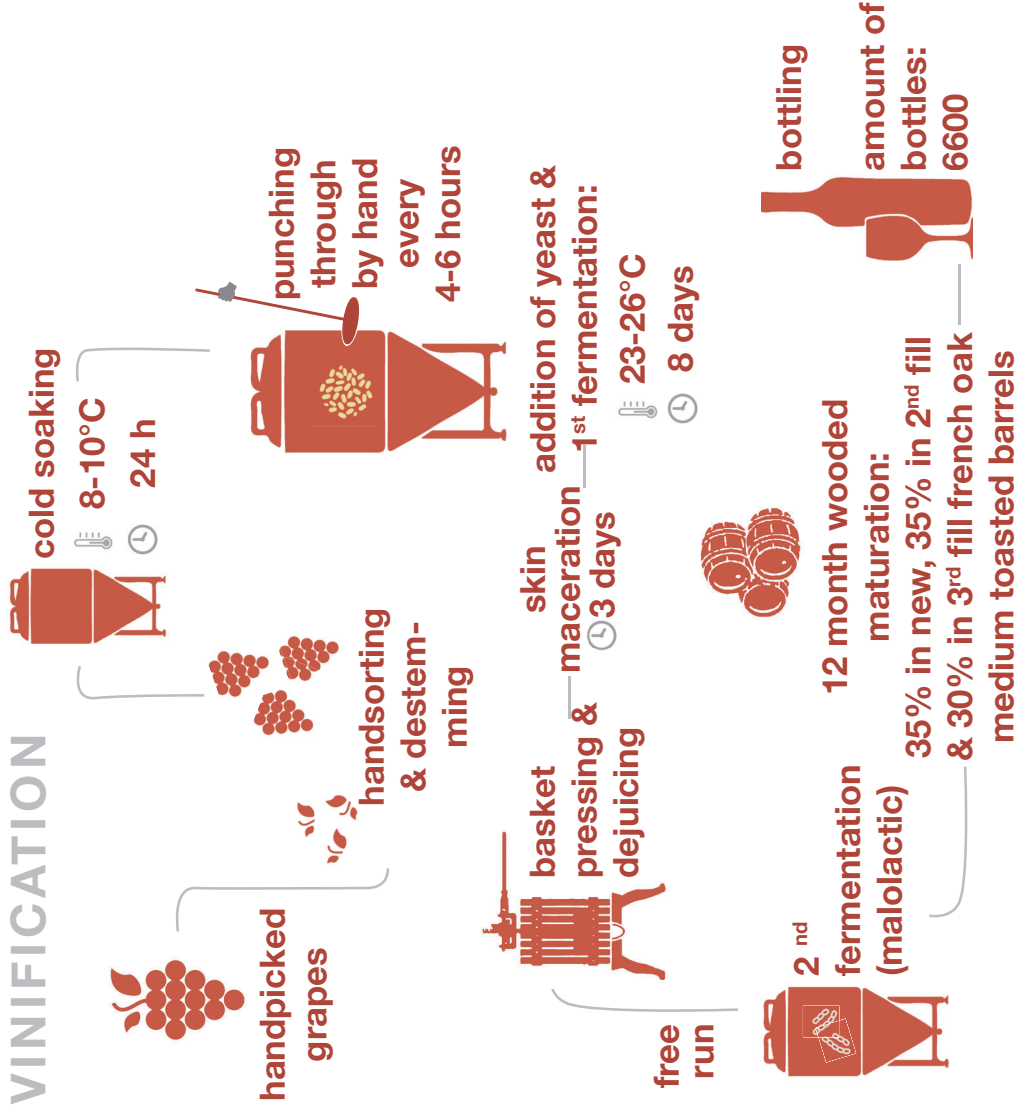 VINIFICATION
handpicked
grapes
handsorting
& destem-
ming
cold soaking
8-10°C
24 h
punching
through
by hand
every
4-6 hours
addition of yeast &
1st fermentation:
23-26°C
8 days
skin
maceration
3 days
basket
pressing &
dejuicing
free
run
2 nd
fermentation
(malolactic)
12 month wooded
maturation:
35% in new, 35% in 2nd fill
& 30% in 3rd fill french oak
medium toasted barrels
bottling
amount of
bottles:
6600